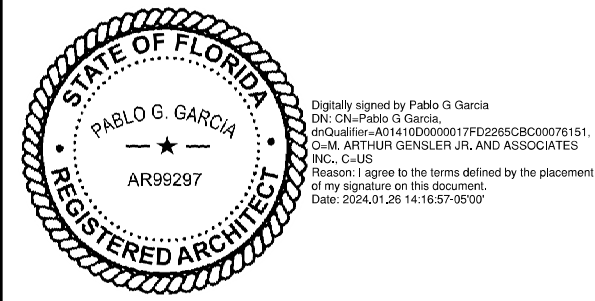 STATE OF FLORIDA
PABLO G. GARCIA
AR99297
REGISTERED ARCHITECT
Digitally signed by Pablo G Garcia
DN: CN=Pablo G Garcia,
dnQualifier=A01410D0000017FD2265CBC00076151,
O=M. ARTHUR GENSLER JR. AND ASSOCIATES
INC., C=US
Reason: I agree to the terms defined by the placement
of my signature on this document.
Date: 2024.01.26 14:16:57-05'00'